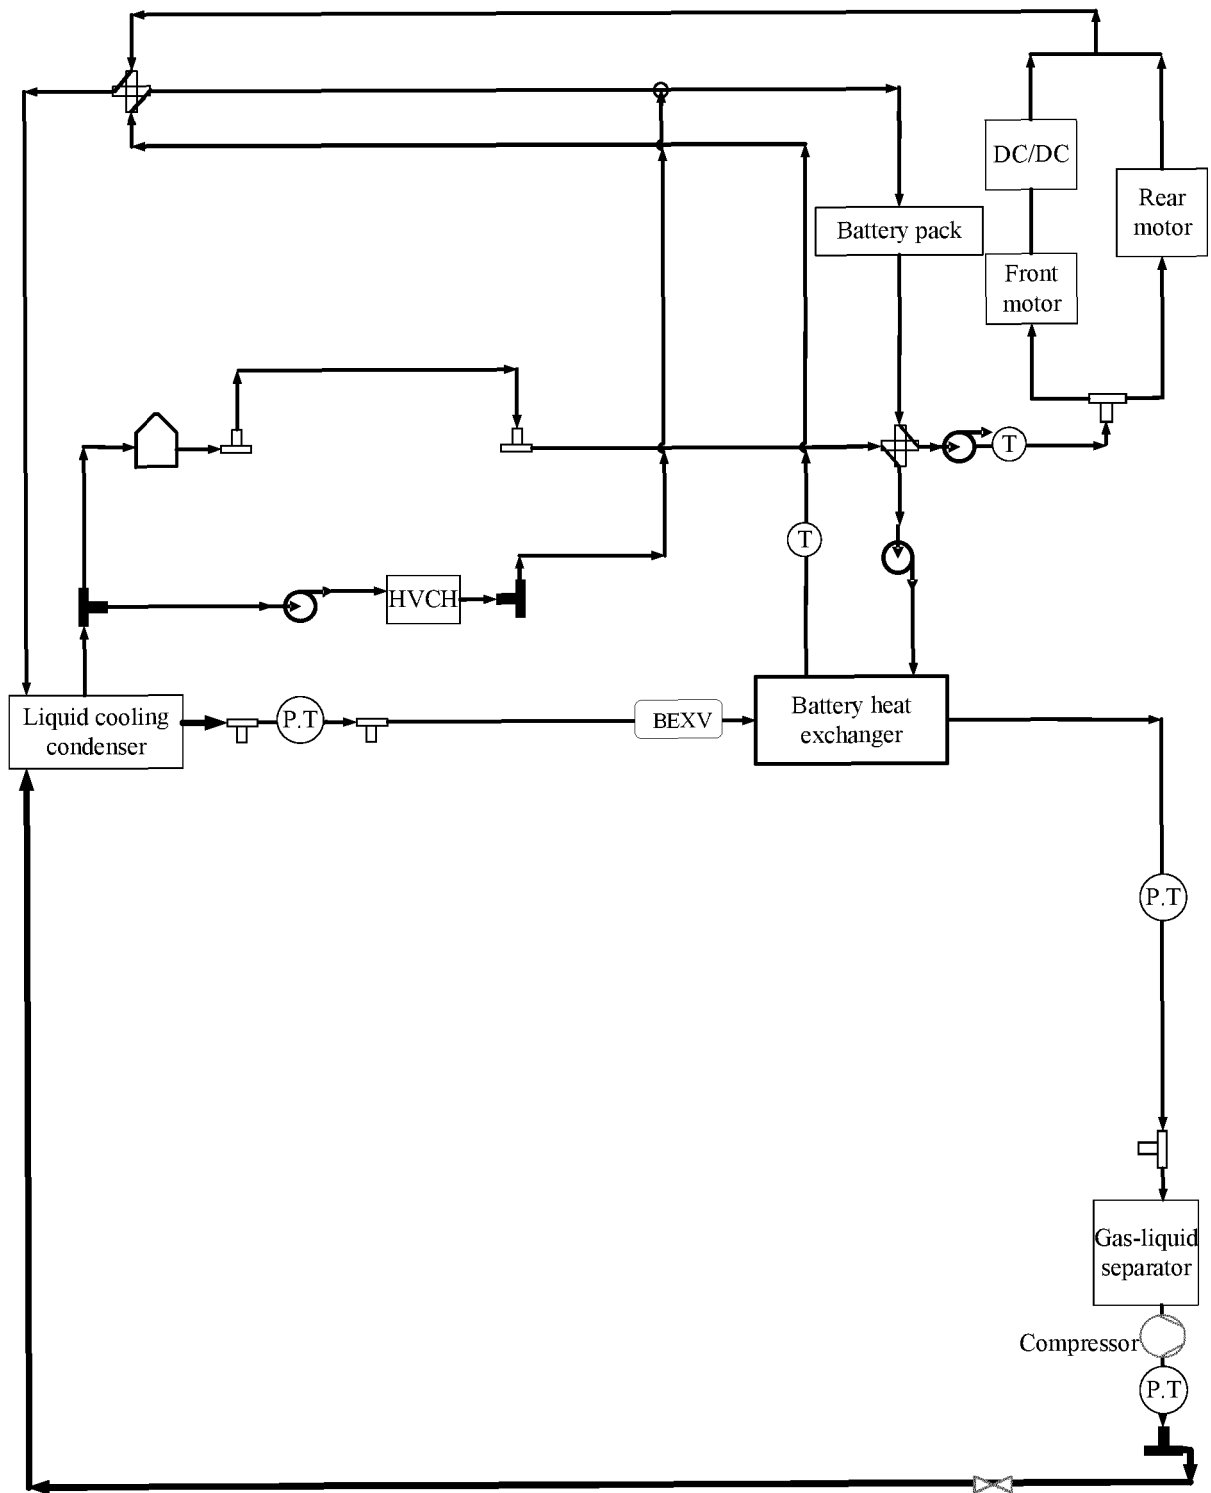 DC/DC
Rear
motor
Battery pack
Front
motor
T
T
HVCH
Liquid cooling
condenser
P.T
BEXV
Battery heat
exchanger
P.T
Gas-liquid
separator
Compressor
P.T